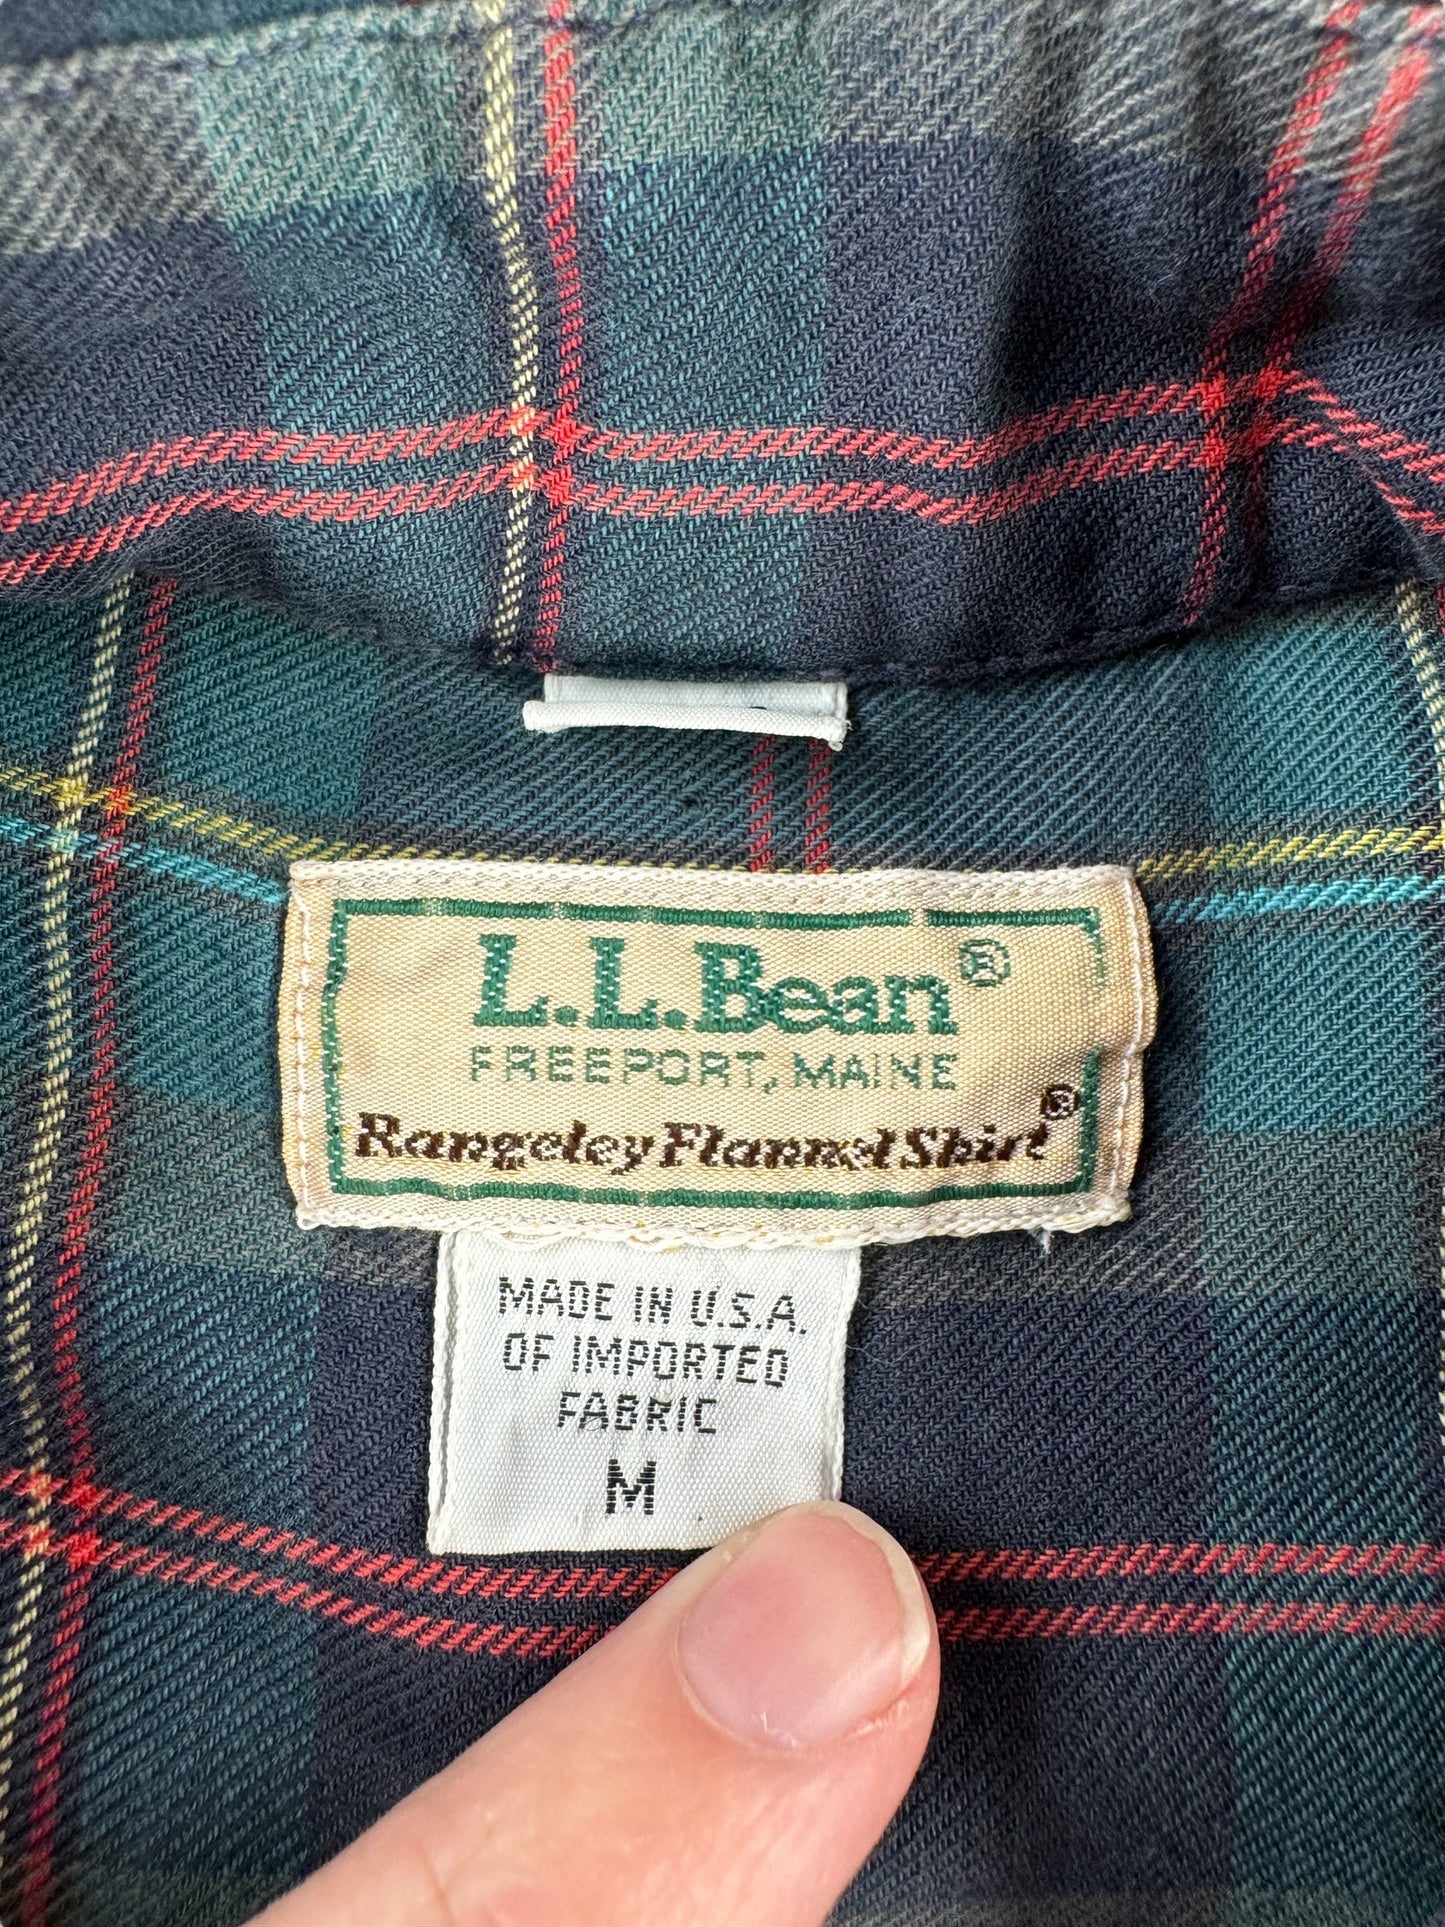 L.L.Bean®
FREEPORT, MAINE
Rangeley Flannel Shirt®
MADE IN U.S.A.
OF IMPORTED
FABRIC
M